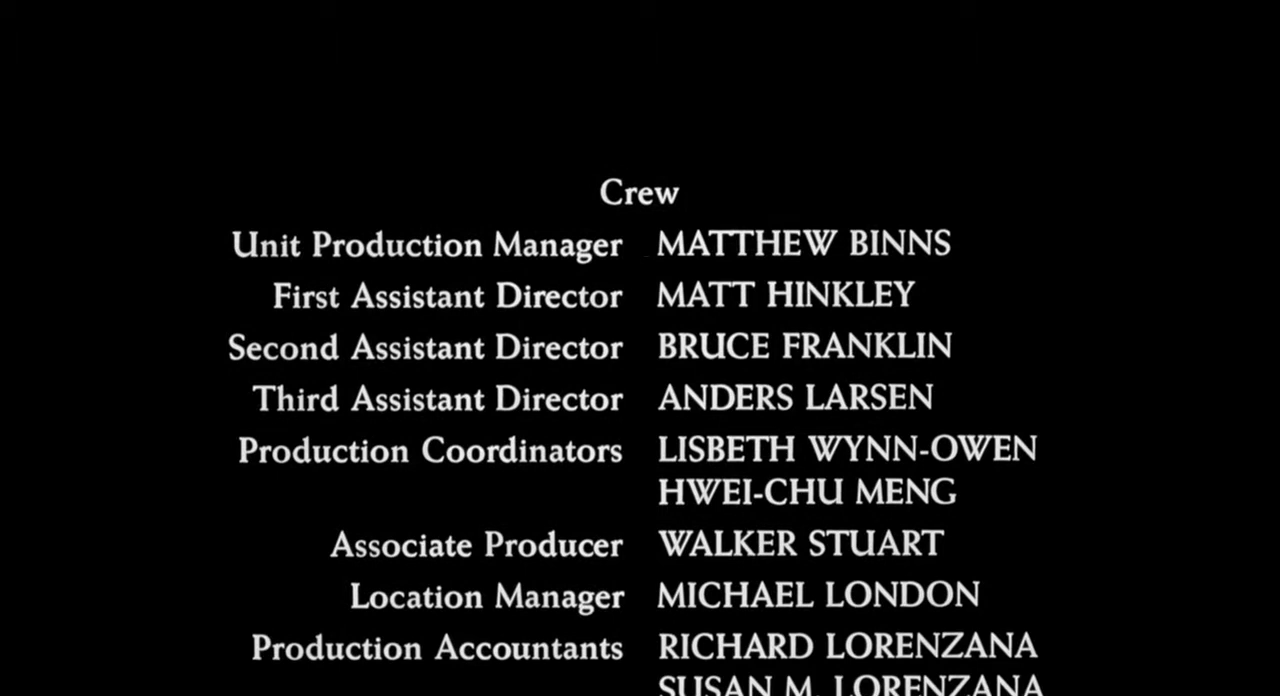 Crew
Unit Production Manager MATTHEW BINNS
First Assistant Director MATT HINKLEY
Second Assistant Director BRUCE FRANKLIN
Third Assistant Director ANDERS LARSEN
Production Coordinators LISBETH WYNN-OWEN
HWEI-CHU MENG
Associate Producer WALKER STUART
Location Manager MICHAEL LONDON
Production Accountants RICHARD LORENZANA
SUSAN M. LORENZANA